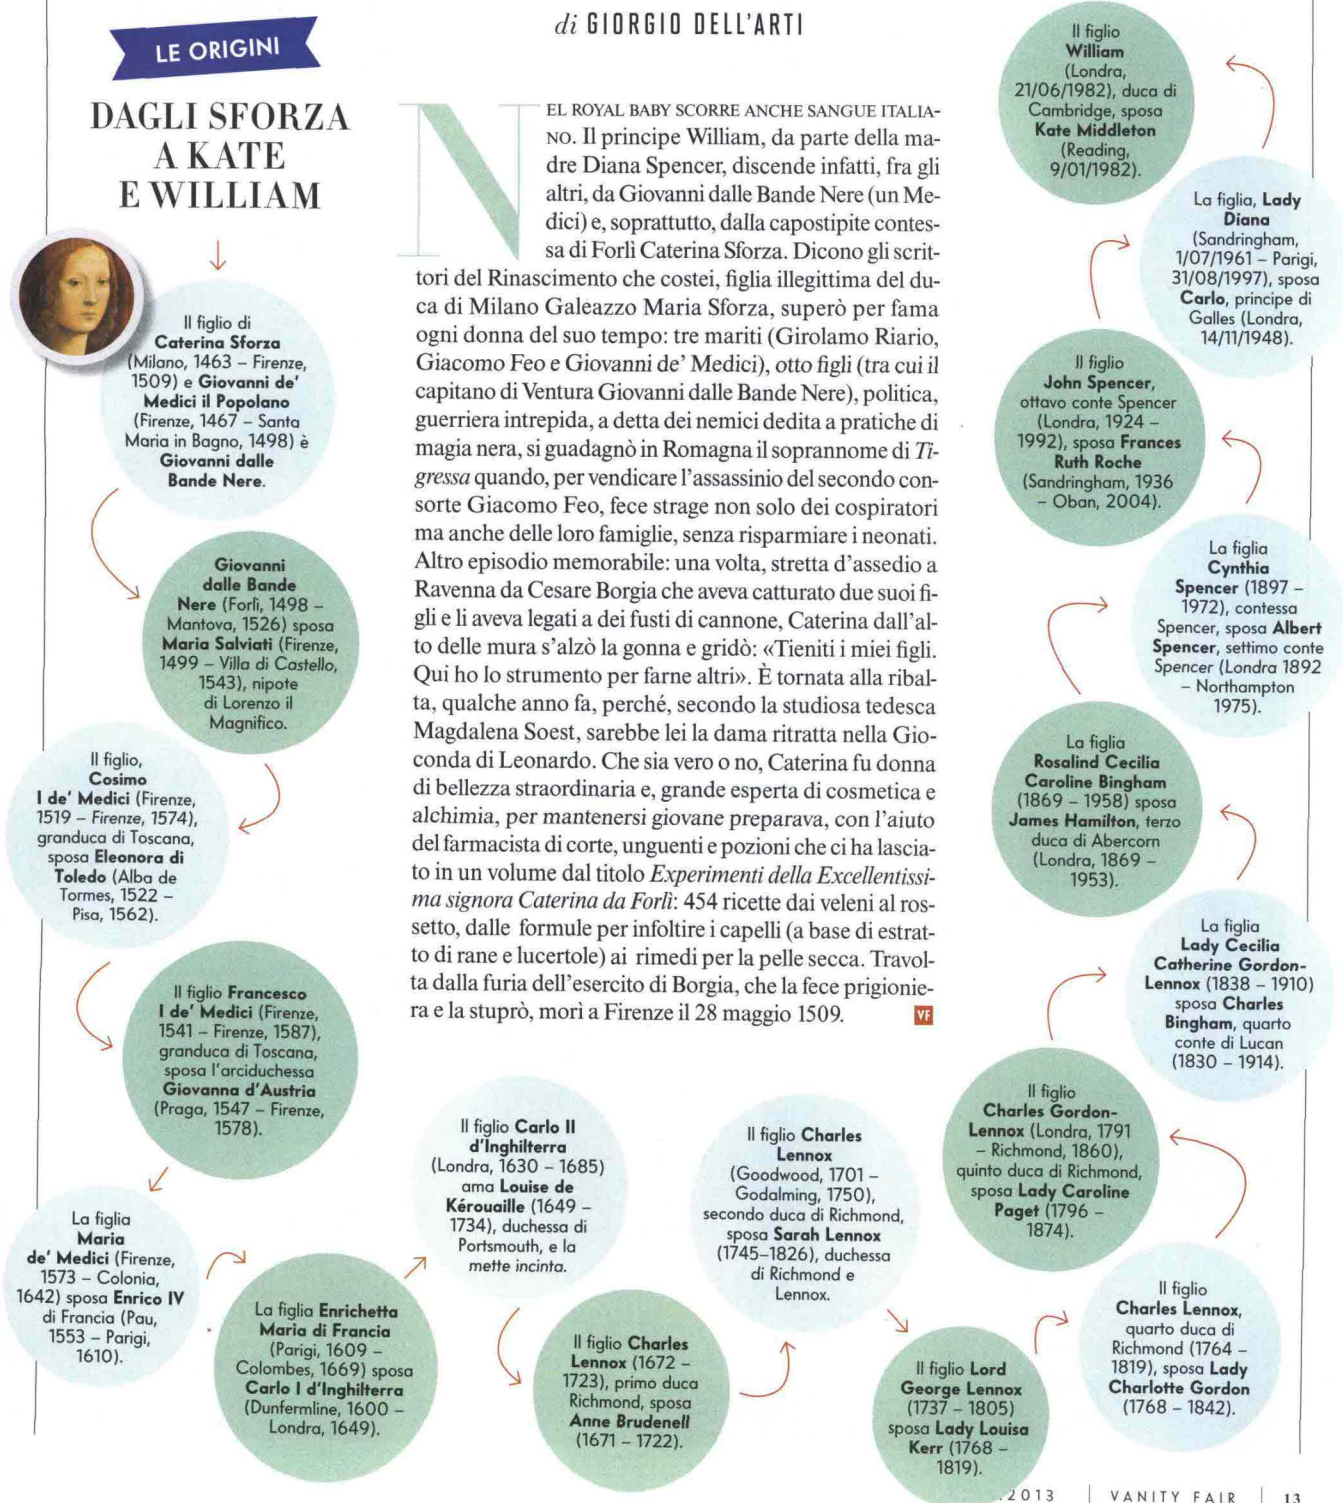 di GIORGIO DELL'ARTI
LE ORIGINI
DAGLI SFORZA
A KATE
E WILLIAM
NEL ROYAL BABY SCORRE ANCHE SANGUE ITALIA-
NO. Il principe William, da parte della ma-
dre Diana Spencer, discende infatti, fra gli
altri, da Giovanni dalle Bande Nere (un Me-
dici) e, soprattutto, dalla capostipite contes-
sa di Forlì Caterina Sforza. Dicono gli scrit-
tori del Rinascimento che costei, figlia illegittima del du-
ca di Milano Galeazzo Maria Sforza, superò per fama
ogni donna del suo tempo: tre mariti (Girolamo Riario,
Giacomo Feo e Giovanni de' Medici), otto figli (tra cui il
capitano di Ventura Giovanni dalle Bande Nere), politica,
guerriera intrepida, a detta dei nemici dedita a pratiche di
magia nera, si guadagnò in Romagna il soprannome di Ti-
gressa quando, per vendicare l'assassinio del secondo con-
sorte Giacomo Feo, fece strage non solo dei cospiratori
ma anche delle loro famiglie, senza risparmiare i neonati.
Altro episodio memorabile: una volta, stretta d'assedio a
Ravenna da Cesare Borgia che aveva catturato due suoi fi-
gli e li aveva legati a dei fusti di cannone, Caterina dall'al-
to delle mura s'alzò la gonna e gridò: «Tieniti i miei figli.
Qui ho lo strumento per farne altri». È tornata alla ribal-
ta, qualche anno fa, perché, secondo la studiosa tedesca
Magdalena Soest, sarebbe lei la dama ritratta nella Gio-
conda di Leonardo. Che sia vero o no, Caterina fu donna
di bellezza straordinaria e, grande esperta di cosmetica e
alchimia, per mantenersi giovane preparava, con l'aiuto
del farmacista di corte, unguenti e pozioni che ci ha lascia-
to in un volume dal titolo Experimenti della Excellentissi-
ma signora Caterina da Forlì: 454 ricette dai veleni al ros-
setto, dalle formule per infoltire i capelli (a base di estrat-
to di rane e lucertole) ai rimedi per la pelle secca. Travol-
ta dalla furia dell'esercito di Borgia, che la fece prigionie-
ra e la stuprò, morì a Firenze il 28 maggio 1509.
VF
Il figlio di
Caterina Sforza
(Milano, 1463 – Firenze,
1509) e Giovanni de'
Medici il Popolano
(Firenze, 1467 – Santa
Maria in Bagno, 1498) è
Giovanni dalle
Bande Nere.
Giovanni
dalle Bande
Nere (Forlì, 1498 –
Mantova, 1526) sposa
Maria Salviati (Firenze,
1499 – Villa di Castello,
1543), nipote
di Lorenzo il
Magnifico.
Il figlio,
Cosimo
I de' Medici (Firenze,
1519 – Firenze, 1574),
granduca di Toscana,
sposa Eleonora di
Toledo (Alba de
Tormes, 1522 –
Pisa, 1562).
Il figlio Francesco
I de' Medici (Firenze,
1541 – Firenze, 1587),
granduca di Toscana,
sposa l'arciduchessa
Giovanna d'Austria
(Praga, 1547 – Firenze,
1578).
La figlia
Maria
de' Medici (Firenze,
1573 – Colonia,
1642) sposa Enrico IV
di Francia (Pau,
1553 – Parigi,
1610).
La figlia Enrichetta
Maria di Francia
(Parigi, 1609 –
Colombes, 1669) sposa
Carlo I d'Inghilterra
(Dunfermline, 1600 –
Londra, 1649).
Il figlio Carlo II
d'Inghilterra
(Londra, 1630 – 1685)
ama Louise de
Kérouaille (1649 –
1734), duchessa di
Portsmouth, e la
mette incinta.
Il figlio Charles
Lennox (1672 –
1723), primo duca
Richmond, sposa
Anne Brudenell
(1671 – 1722).
Il figlio Charles
Lennox
(Goodwood, 1701 –
Godalming, 1750),
secondo duca di Richmond,
sposa Sarah Lennox
(1745–1826), duchessa
di Richmond e
Lennox.
Il figlio Lord
George Lennox
(1737 – 1805)
sposa Lady Louisa
Kerr (1768 –
1819).
Il figlio
Charles Lennox,
quarto duca di
Richmond (1764 –
1819), sposa Lady
Charlotte Gordon
(1768 – 1842).
Il figlio
Charles Gordon-
Lennox (Londra, 1791
– Richmond, 1860),
quinto duca di Richmond,
sposa Lady Caroline
Paget (1796 –
1874).
La figlia
Lady Cecilia
Catherine Gordon-
Lennox (1838 – 1910)
sposa Charles
Bingham, quarto
conte di Lucan
(1830 – 1914).
La figlia
Rosalind Cecilia
Caroline Bingham
(1869 – 1958) sposa
James Hamilton, terzo
duca di Abercorn
(Londra, 1869 –
1953).
La figlia
Cynthia
Spencer (1897 –
1972), contessa
Spencer, sposa Albert
Spencer, settimo conte
Spencer (Londra 1892
– Northampton
1975).
Il figlio
John Spencer,
ottavo conte Spencer
(Londra, 1924 –
1992), sposa Frances
Ruth Roche
(Sandringham, 1936
– Oban, 2004).
La figlia, Lady
Diana
(Sandringham,
1/07/1961 – Parigi,
31/08/1997), sposa
Carlo, principe di
Galles (Londra,
14/11/1948).
Il figlio
William
(Londra,
21/06/1982), duca di
Cambridge, sposa
Kate Middleton
(Reading,
9/01/1982).
.2013 | VANITY FAIR | 13